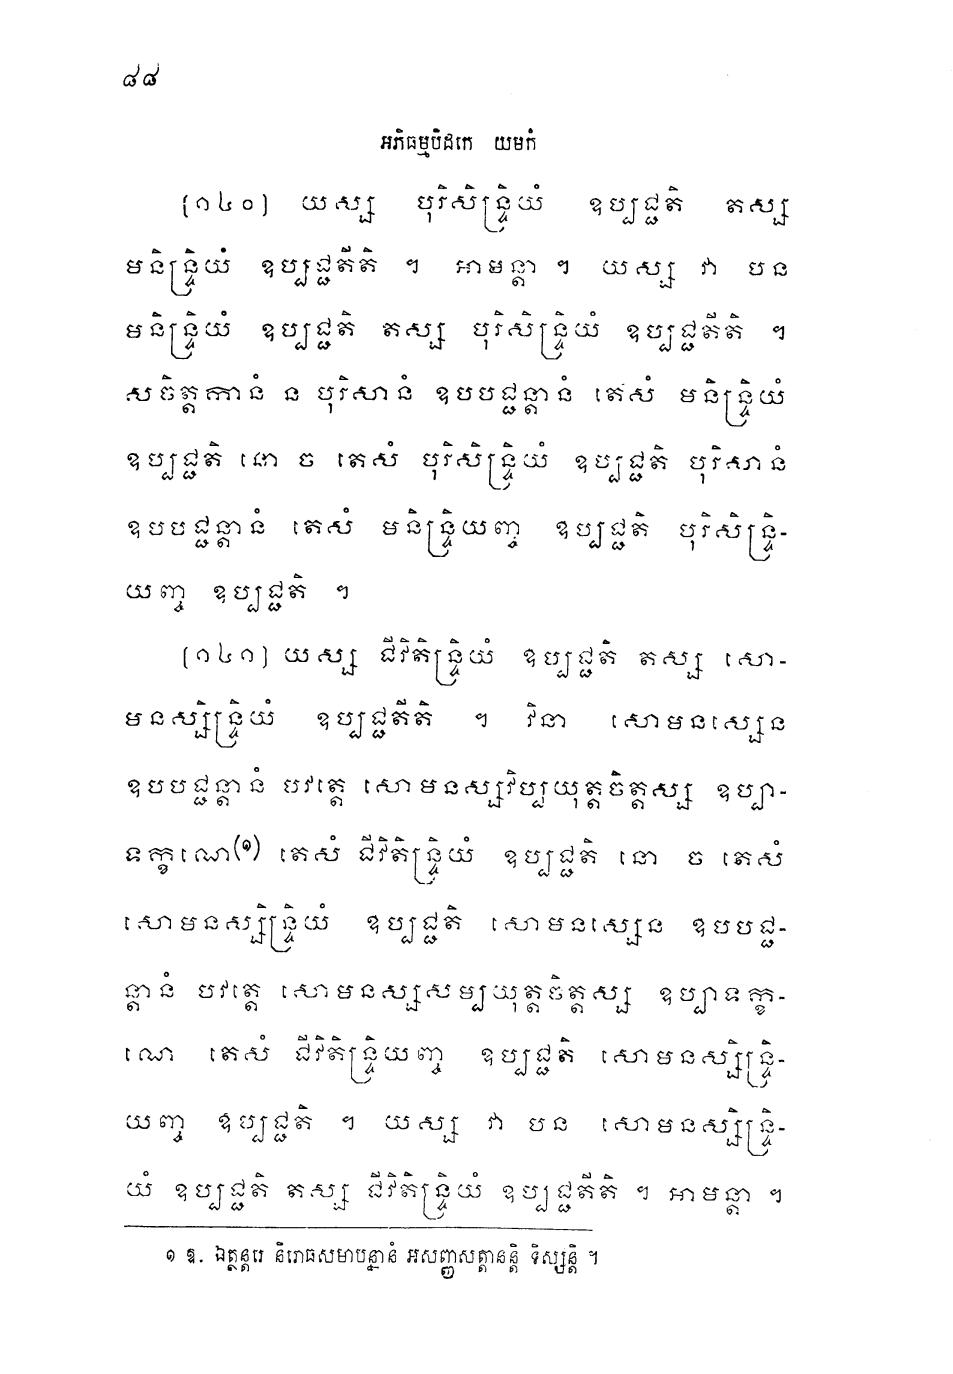 ៨៨
អភិធម្មបិដកេ យមកំ
[១៤០] យស្ស បុរិសិន្ទ្រិយំ ឧប្បជ្ជតិ តស្ស
មនិន្ទ្រិយំ ឧប្បជ្ជតីតិ ។ អាមន្តា ។ យស្ស វា បន
មនិន្ទ្រិយំ ឧប្បជ្ជតិ តស្ស បុរិសិន្ទ្រិយំ ឧប្បជ្ជតីតិ ។
សចិត្តកានំ ន បុរិសានំ ឧបបជ្ជន្តានំ តេសំ មនិន្ទ្រិយំ
ឧប្បជ្ជតិ នោ ច តេសំ បុរិសិន្ទ្រិយំ ឧប្បជ្ជតិ បុរិសានំ
ឧបបជ្ជន្តានំ តេសំ មនិន្ទ្រិយញ្ច ឧប្បជ្ជតិ បុរិសិន្ទ្រិ-
យញ្ច ឧប្បជ្ជតិ ។
[១៤១] យស្ស ជីវិតិន្ទ្រិយំ ឧប្បជ្ជតិ តស្ស សោ-
មនស្សិន្ទ្រិយំ ឧប្បជ្ជតីតិ ។ វិនា សោមនស្សេន
ឧបបជ្ជន្តានំ បវត្តេ សោមនស្សវិប្បយុត្តចិត្តស្ស ឧប្បា-
ទក្ខណេ(១) តេសំ ជីវិតិន្ទ្រិយំ ឧប្បជ្ជតិ នោ ច តេសំ
សោមនស្សិន្ទ្រិយំ ឧប្បជ្ជតិ សោមនស្សេន ឧបបជ្ជ-
ន្តានំ បវត្តេ សោមនស្សសម្បយុត្តចិត្តស្ស ឧប្បាទក្ខ-
ណេ តេសំ ជីវិតិន្ទ្រិយញ្ច ឧប្បជ្ជតិ សោមនស្សិន្ទ្រិ-
យញ្ច ឧប្បជ្ជតិ ។ យស្ស វា បន សោមនស្សិន្ទ្រិ-
យំ ឧប្បជ្ជតិ តស្ស ជីវិតិន្ទ្រិយំ ឧប្បជ្ជតីតិ ។ អាមន្តា ។
១ ឱ. ឯត្ថន្តរេ និរោធសមាបន្នានំ អសញ្ញសត្តានន្តិ ទិស្សន្តិ ។